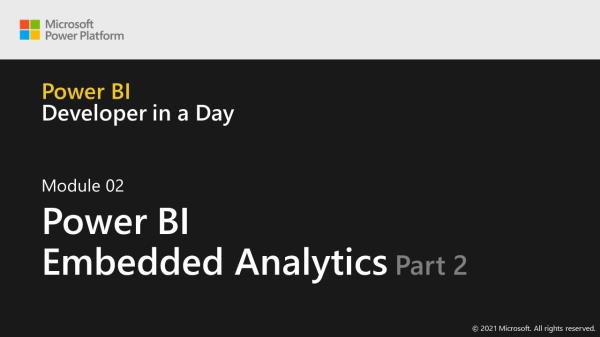 Microsoft
Power Platform
Power BI
Developer in a Day
Module 02
Power BI
Embedded Analytics Part 2
© 2021 Microsoft. All rights reserved.